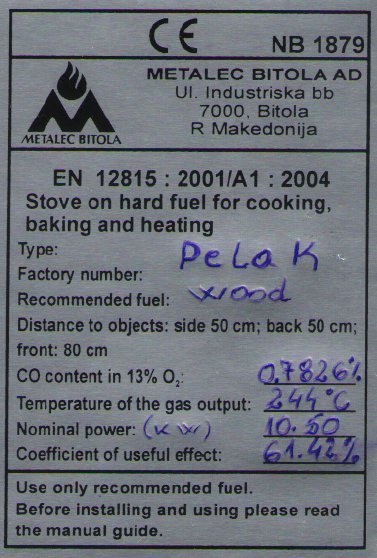 CE NB 1879
METALEC BITOLA
METALEC BITOLA AD
Ul. Industriska bb
7000, Bitola
R Makedonija
EN 12815 : 2001/A1 : 2004
Stove on hard fuel for cooking,
baking and heating
Type: PeLa K
Factory number:
Recommended fuel: wood
Distance to objects: side 50 cm; back 50 cm;
front: 80 cm
CO content in 13% O₂: 0.7826%
Temperature of the gas output: 244°C
Nominal power: (kw) 10.50
Coefficient of useful effect: 61.42%
Use only recommended fuel.
Before installing and using please read
the manual guide.